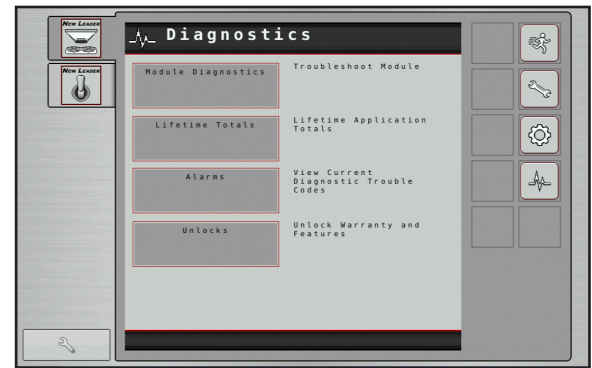 NEW LEADER
NEW LEADER
Diagnostics
Module Diagnostics
Troubleshoot Module
Lifetime Totals
Lifetime Application
Totals
Alarms
View Current
Diagnostic Trouble
Codes
Unlocks
Unlock Warranty and
Features